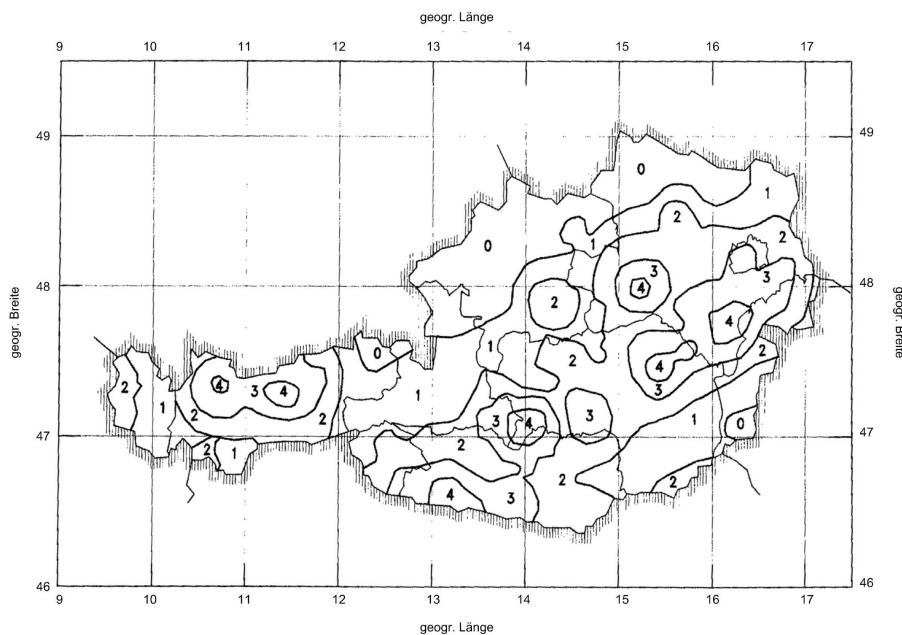 geogr. Länge
9 10 11 12 13 14 15 16 17
49 49
0
1
2
0 1 2
3
48 2 3 4 48
4
geogr. Breite
geogr. Breite
0 1 2 4 2
2 4 3 4 3
1 1
2 2 3 4 3 1 0
47 2 1 2 47
2 2
4 3
46 46
9 10 11 12 13 14 15 16 17
geogr. Länge